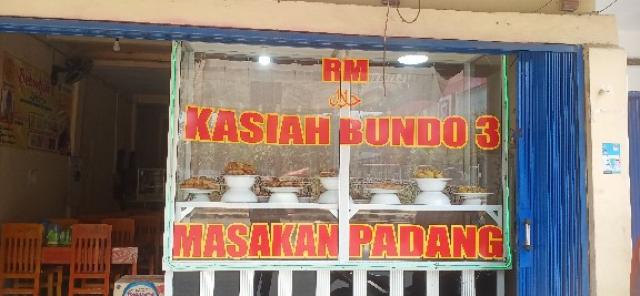 RM
حلال
KASIAH BUNDO 3
MASAKAN PADANG